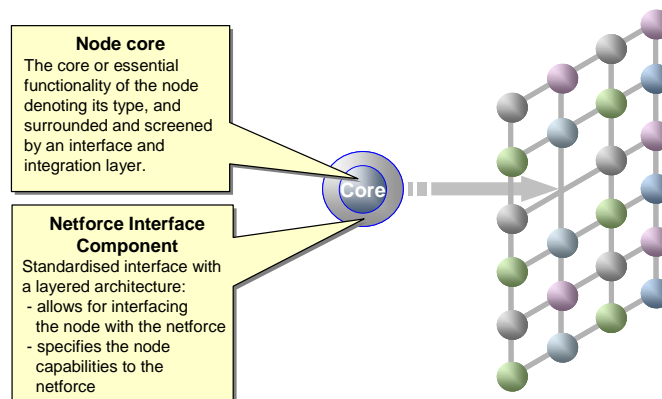 Node core
The core or essential
functionality of the node
denoting its type, and
surrounded and screened
by an interface and
integration layer.
Netforce Interface
Component
Standardised interface with
a layered architecture:
- allows for interfacing
the node with the netforce
- specifies the node
capabilities to the
netforce
Core